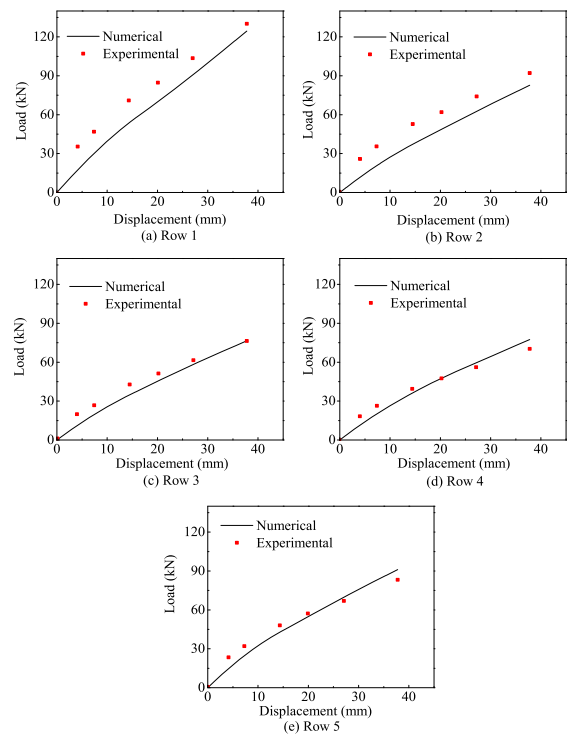 120
90
60
30
0
Load (kN)
Numerical
Experimental
0 10 20 30 40
Displacement (mm)
(a) Row 1
120
90
60
30
0
Load (kN)
Numerical
Experimental
0 10 20 30 40
Displacement (mm)
(b) Row 2
120
90
60
30
0
Load (kN)
Numerical
Experimental
0 10 20 30 40
Displacement (mm)
(c) Row 3
120
90
60
30
0
Load (kN)
Numerical
Experimental
0 10 20 30 40
Displacement (mm)
(d) Row 4
120
90
60
30
0
Load (kN)
Numerical
Experimental
0 10 20 30 40
Displacement (mm)
(e) Row 5